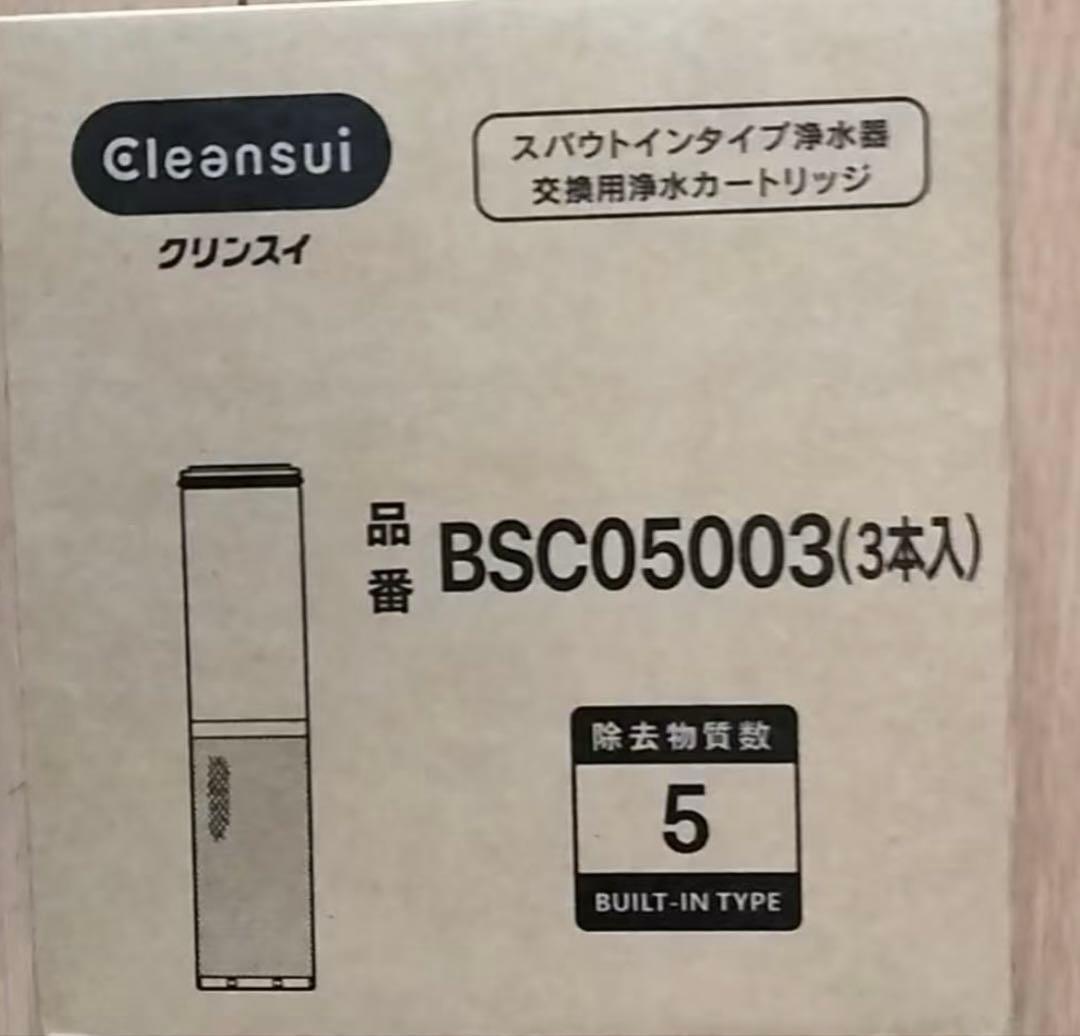 Cleansui
クリンスイ
スパウトインタイプ浄水器
交換用浄水カートリッジ
品番 BSC05003(3本入)
除去物質数
5
BUILT-IN TYPE